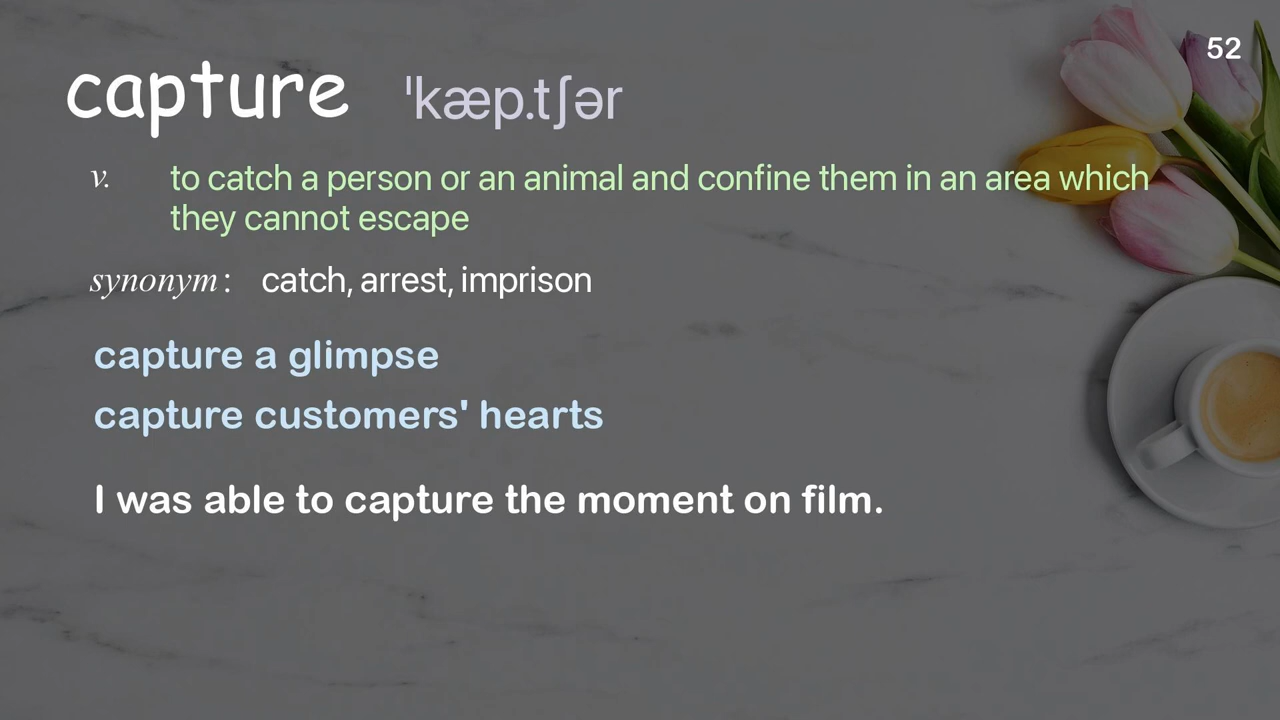 52
capture ˈkæp.tʃər
v. to catch a person or an animal and confine them in an area which
they cannot escape
synonym: catch, arrest, imprison
capture a glimpse
capture customers' hearts
I was able to capture the moment on film.